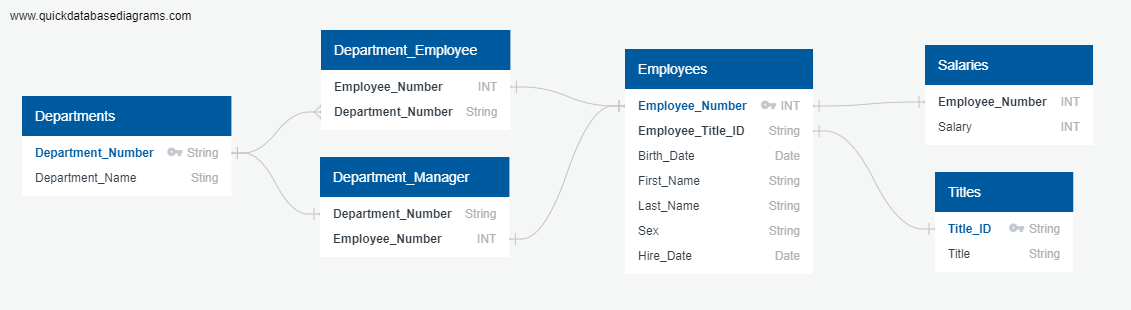 www.quickdatabasediagrams.com
Departments
Department_Number String
Department_Name Sting
Department_Employee
Employee_Number INT
Department_Number String
Department_Manager
Department_Number String
Employee_Number INT
Employees
Employee_Number INT
Employee_Title_ID String
Birth_Date Date
First_Name String
Last_Name String
Sex String
Hire_Date Date
Salaries
Employee_Number INT
Salary INT
Titles
Title_ID String
Title String